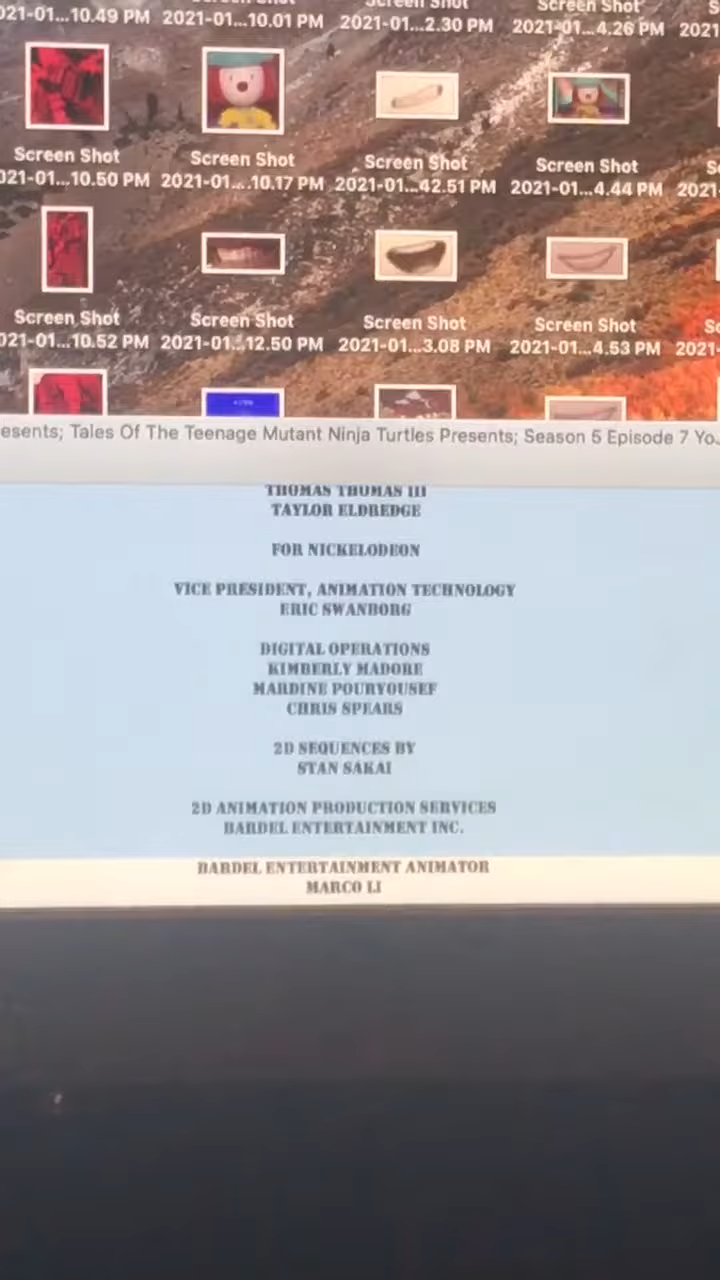 021-01...10.49 PM 2021-01...10.01 PM 2021-01...2.30 PM 2021-01...4.26 PM 2021
Screen Shot Screen Shot Screen Shot Screen Shot
021-01...10.50 PM 2021-01...10.17 PM 2021-01...42.51 PM 2021-01...4.44 PM 2021-
Screen Shot Screen Shot Screen Shot Screen Shot
021-01...10.52 PM 2021-01...12.50 PM 2021-01...3.08 PM 2021-01...4.53 PM 2021-
esents; Tales Of The Teenage Mutant Ninja Turtles Presents; Season 5 Episode 7 Yo...
THOMAS THOMAS III
TAYLOR ELDREDGE
FOR NICKELODEON
VICE PRESIDENT, ANIMATION TECHNOLOGY
ERIC SWANBORG
DIGITAL OPERATIONS
KIMBERLY MADORE
MARDINE POURYOUSEF
CHRIS SPEARS
2D SEQUENCES BY
STAN SAKAI
2D ANIMATION PRODUCTION SERVICES
BARDEL ENTERTAINMENT INC.
BARDEL ENTERTAINMENT ANIMATOR
MARCO LI